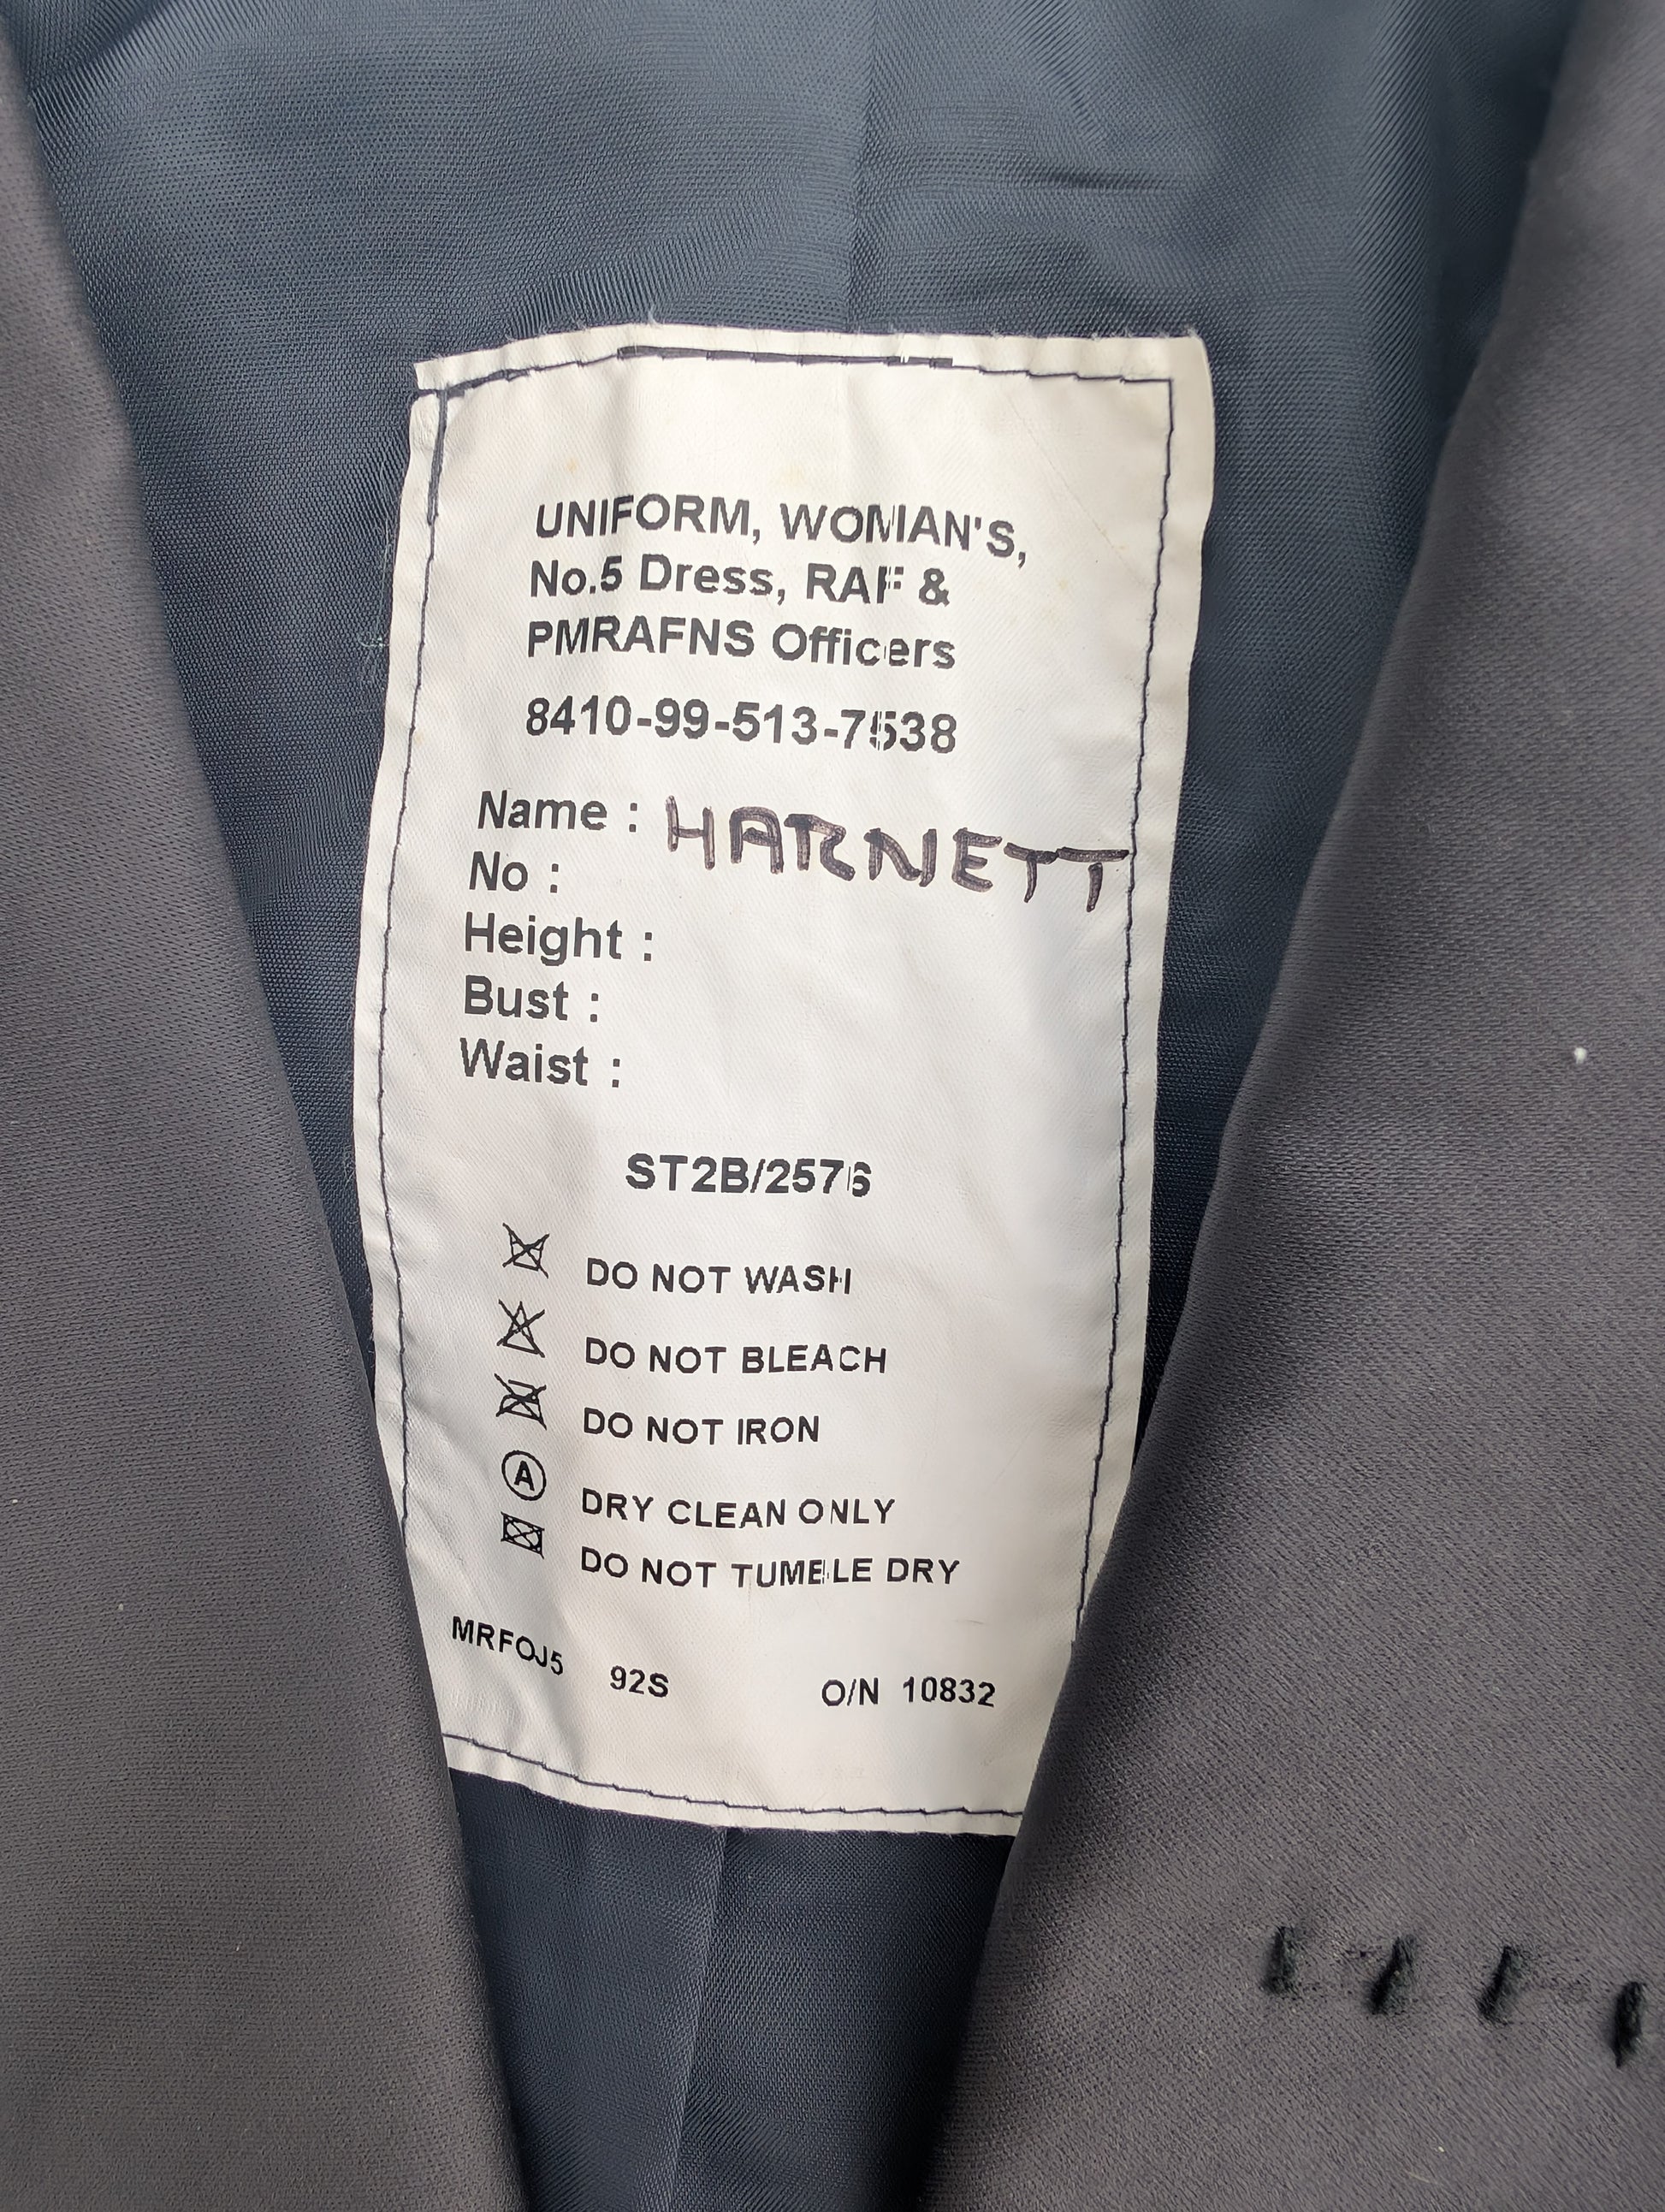 UNIFORM, WOMAN'S,
No.5 Dress, RAF &
PMRAFNS Officers
8410-99-513-7538
Name : HARNETT
No :
Height :
Bust :
Waist :
ST2B/2576
DO NOT WASH
DO NOT BLEACH
DO NOT IRON
A DRY CLEAN ONLY
DO NOT TUMBLE DRY
MRFOJ5 92S O/N 10832